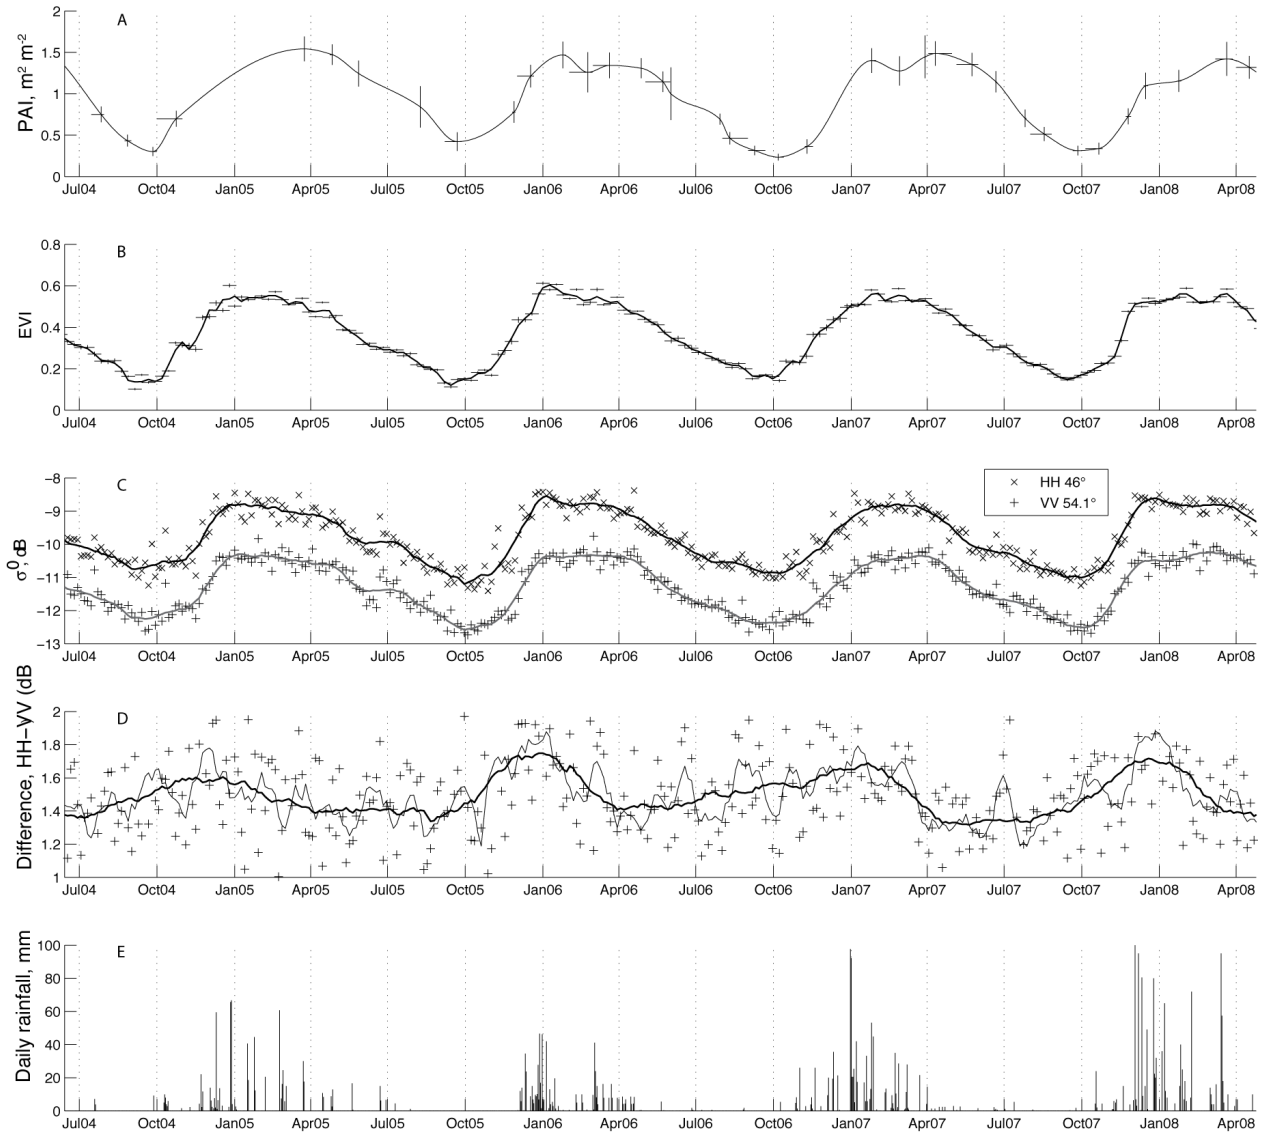 A
PAI, m² m⁻²
2
1.5
1
0.5
0
Jul04 Oct04 Jan05 Apr05 Jul05 Oct05 Jan06 Apr06 Jul06 Oct06 Jan07 Apr07 Jul07 Oct07 Jan08 Apr08
B
EVI
0.8
0.6
0.4
0.2
0
Jul04 Oct04 Jan05 Apr05 Jul05 Oct05 Jan06 Apr06 Jul06 Oct06 Jan07 Apr07 Jul07 Oct07 Jan08 Apr08
C
σ⁰, dB
HH 46°
VV 54.1°
−8
−9
−10
−11
−12
−13
Jul04 Oct04 Jan05 Apr05 Jul05 Oct05 Jan06 Apr06 Jul06 Oct06 Jan07 Apr07 Jul07 Oct07 Jan08 Apr08
D
Difference, HH−VV (dB
2
1.8
1.6
1.4
1.2
1
Jul04 Oct04 Jan05 Apr05 Jul05 Oct05 Jan06 Apr06 Jul06 Oct06 Jan07 Apr07 Jul07 Oct07 Jan08 Apr08
E
Daily rainfall, mm
100
80
60
40
20
0
Jul04 Oct04 Jan05 Apr05 Jul05 Oct05 Jan06 Apr06 Jul06 Oct06 Jan07 Apr07 Jul07 Oct07 Jan08 Apr08